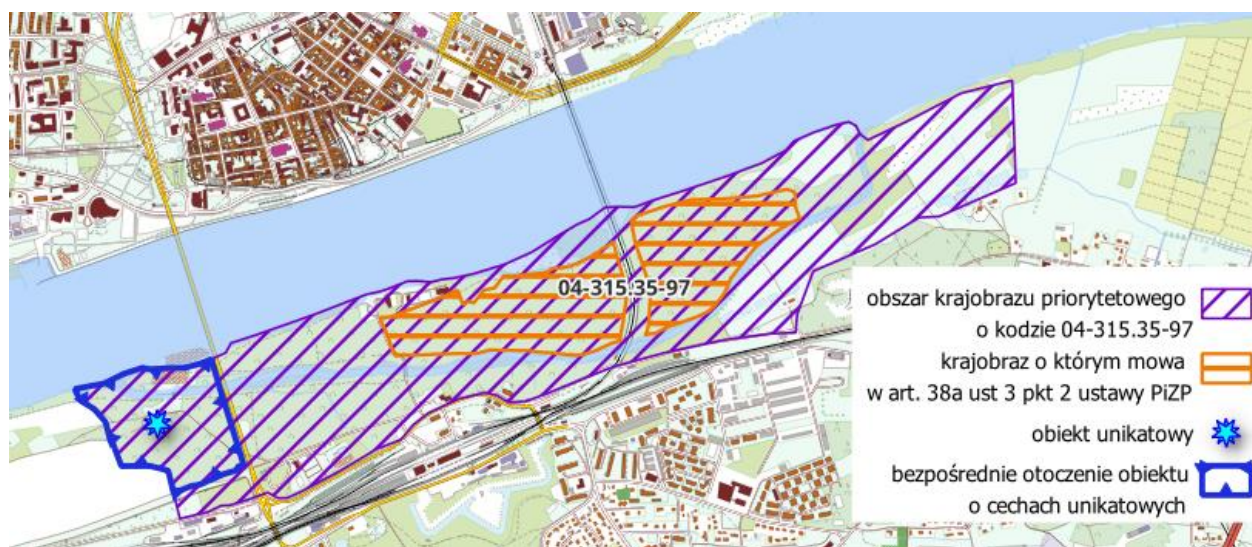 04-315.35-97
obszar krajobrazu priorytetowego
o kodzie 04-315.35-97
krajobraz o którym mowa
w art. 38a ust 3 pkt 2 ustawy PiZP
obiekt unikatowy
bezpośrednie otoczenie obiektu
o cechach unikatowych